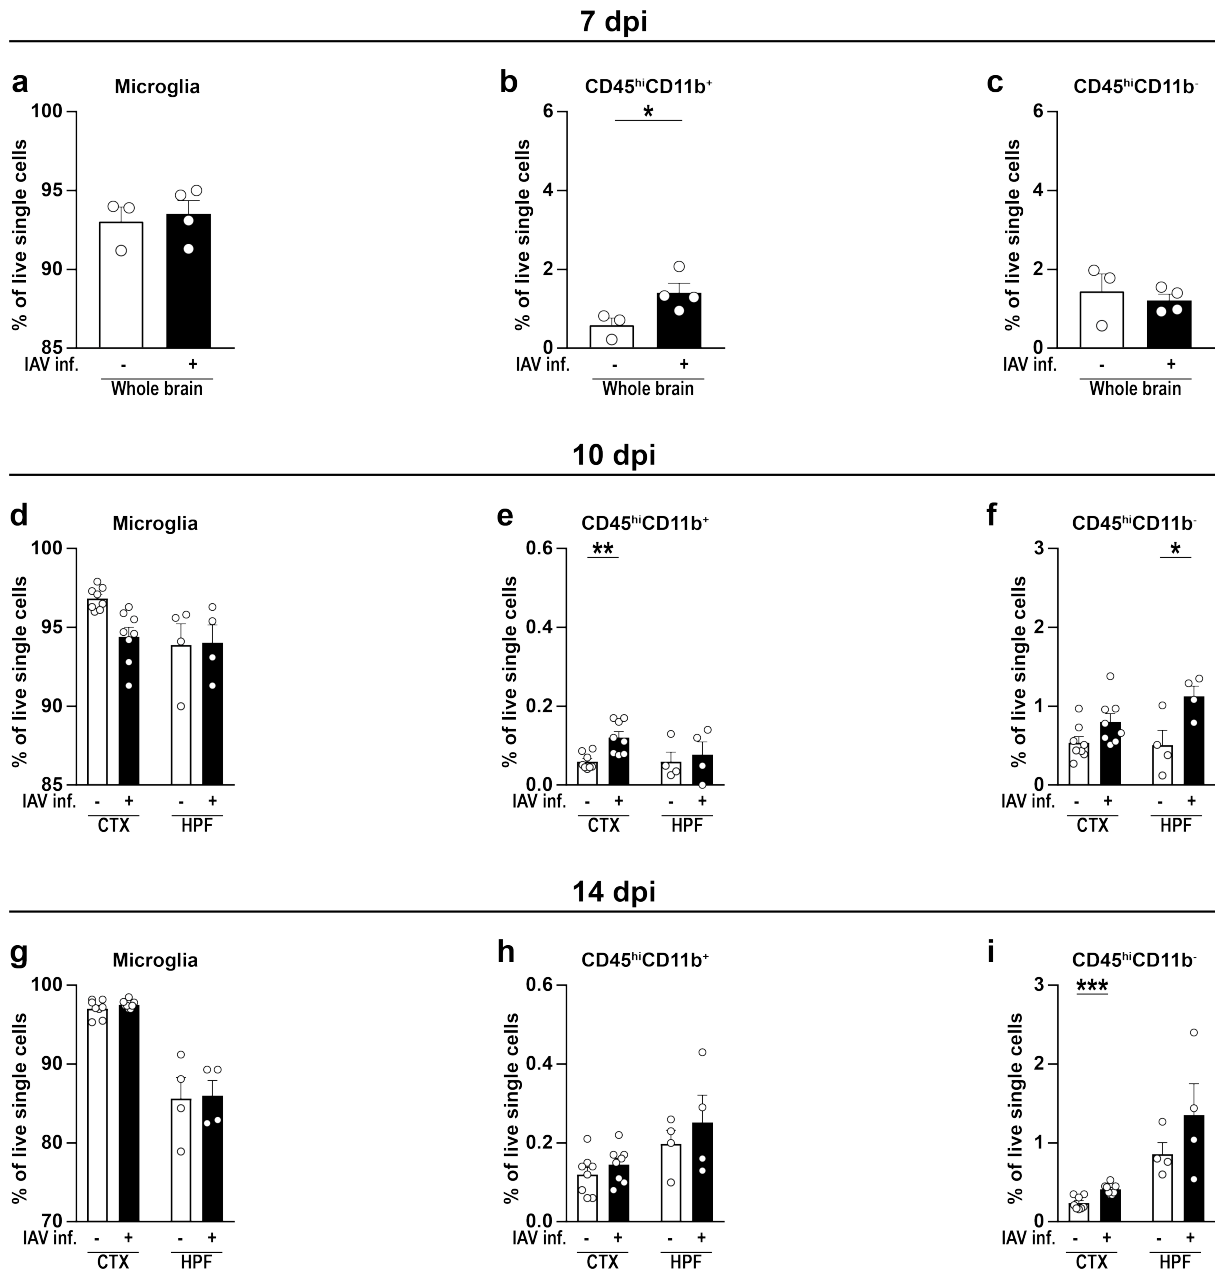 7 dpi
a
Microglia
% of live single cells
100
95
90
85
IAV inf.
- +
Whole brain
b
CD45ʰⁱCD11b⁺
*
% of live single cells
6
4
2
0
IAV inf.
- +
Whole brain
c
CD45ʰⁱCD11b⁻
% of live single cells
6
4
2
0
IAV inf.
- +
Whole brain
10 dpi
d
Microglia
% of live single cells
100
95
90
85
IAV inf.
- + - +
CTX HPF
e
CD45ʰⁱCD11b⁺
**
% of live single cells
0.6
0.4
0.2
0.0
IAV inf.
- + - +
CTX HPF
f
CD45ʰⁱCD11b⁻
*
% of live single cells
3
2
1
0
IAV inf.
- + - +
CTX HPF
14 dpi
g
Microglia
% of live single cells
100
90
80
70
IAV inf.
- + - +
CTX HPF
h
CD45ʰⁱCD11b⁺
% of live single cells
0.6
0.4
0.2
0.0
IAV inf.
- + - +
CTX HPF
i
CD45ʰⁱCD11b⁻
***
% of live single cells
3
2
1
0
IAV inf.
- + - +
CTX HPF